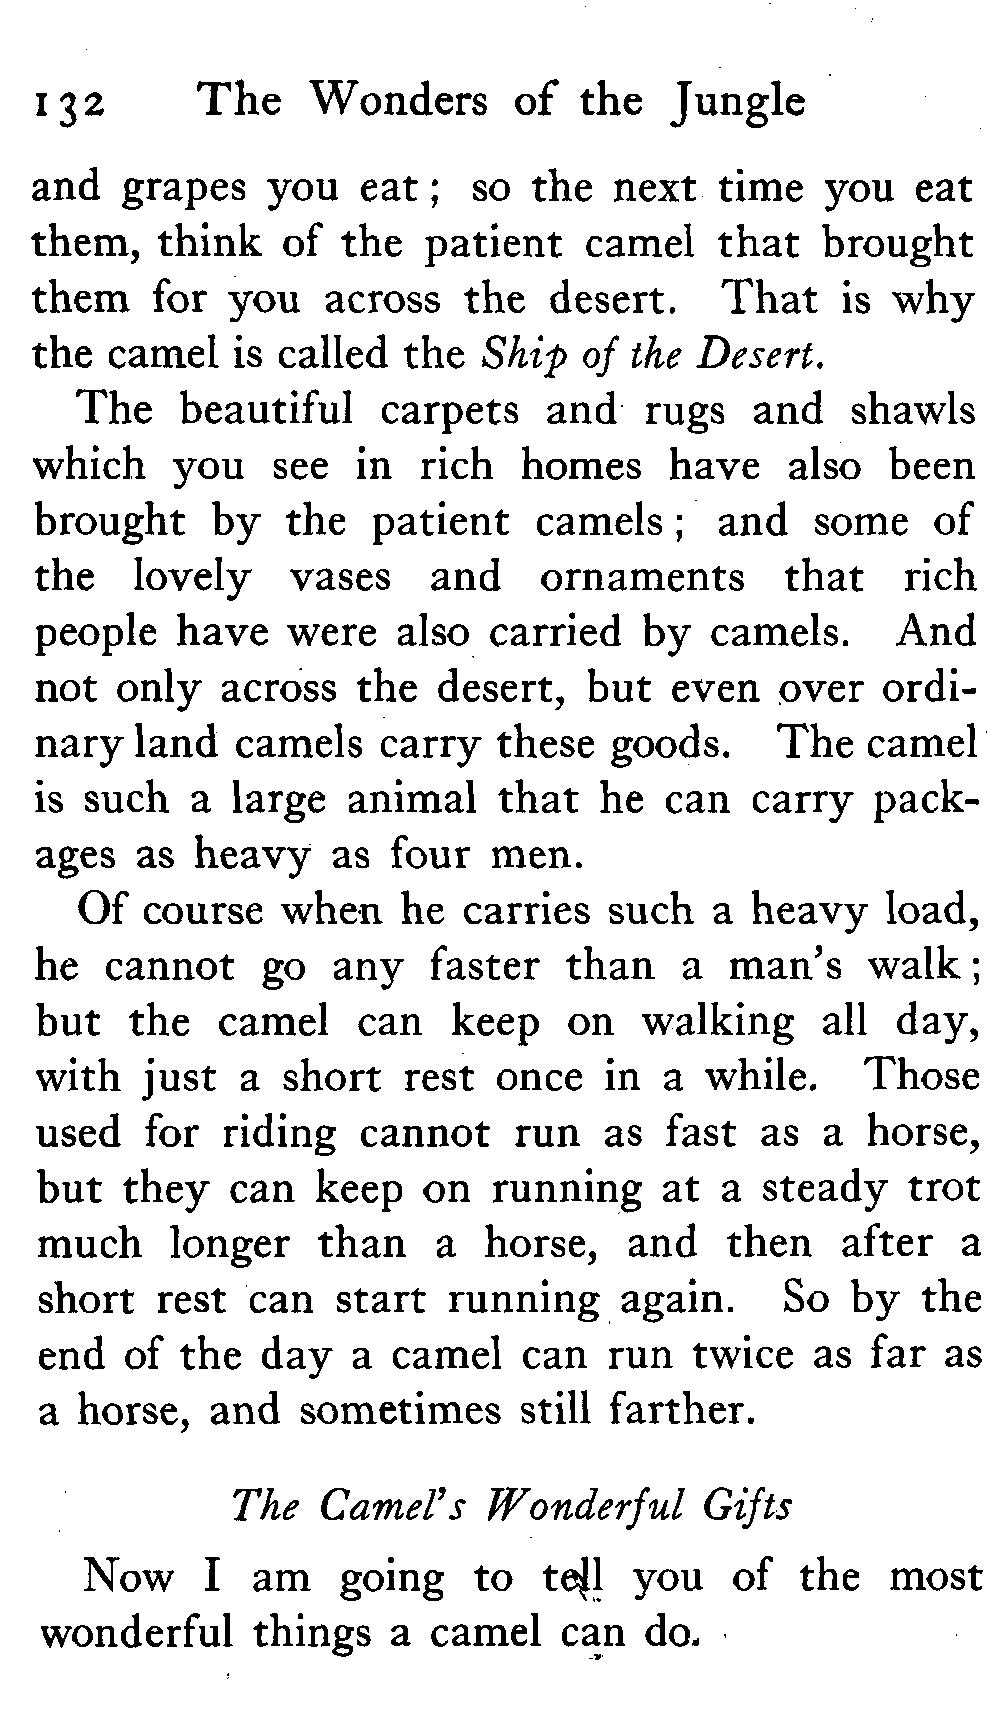 132 The Wonders of the Jungle
and grapes you eat; so the next time you eat
them, think of the patient camel that brought
them for you across the desert. That is why
the camel is called the Ship of the Desert.
The beautiful carpets and rugs and shawls
which you see in rich homes have also been
brought by the patient camels; and some of
the lovely vases and ornaments that rich
people have were also carried by camels. And
not only across the desert, but even over ordi-
nary land camels carry these goods. The camel
is such a large animal that he can carry pack-
ages as heavy as four men.
Of course when he carries such a heavy load,
he cannot go any faster than a man's walk;
but the camel can keep on walking all day,
with just a short rest once in a while. Those
used for riding cannot run as fast as a horse,
but they can keep on running at a steady trot
much longer than a horse, and then after a
short rest can start running again. So by the
end of the day a camel can run twice as far as
a horse, and sometimes still farther.
The Camel's Wonderful Gifts
Now I am going to tell you of the most
wonderful things a camel can do.